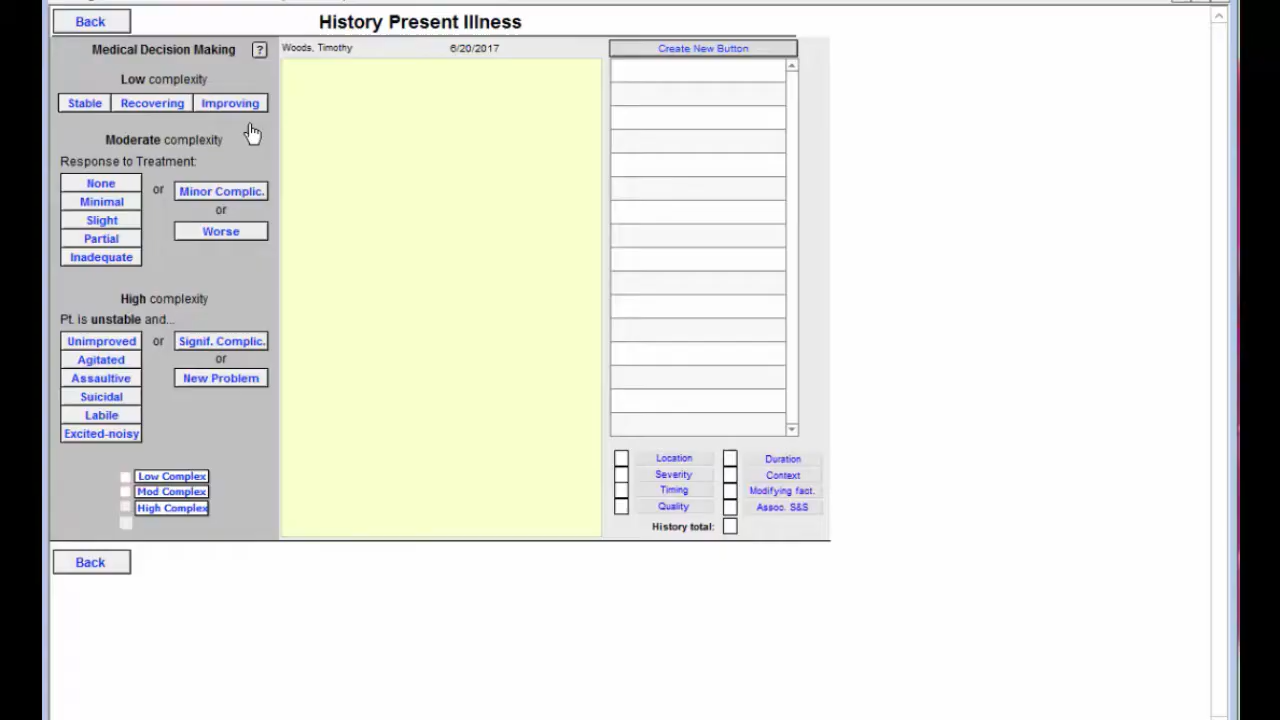 Back
History Present Illness
Medical Decision Making ?
Woods, Timothy 6/20/2017
Create New Button
Low complexity
Stable Recovering Improving
Moderate complexity
Response to Treatment:
None or Minor Complic.
Minimal
or
Slight
Worse
Partial
Inadequate
High complexity
Pt. is unstable and...
Unimproved or Signif. Complic.
Agitated or
Assaultive New Problem
Suicidal
Labile
Excited-noisy
Low Complex
Mod Complex
High Complex
Location Duration
Severity Context
Timing Modifying fact.
Quality Assoc. S&S
History total:
Back